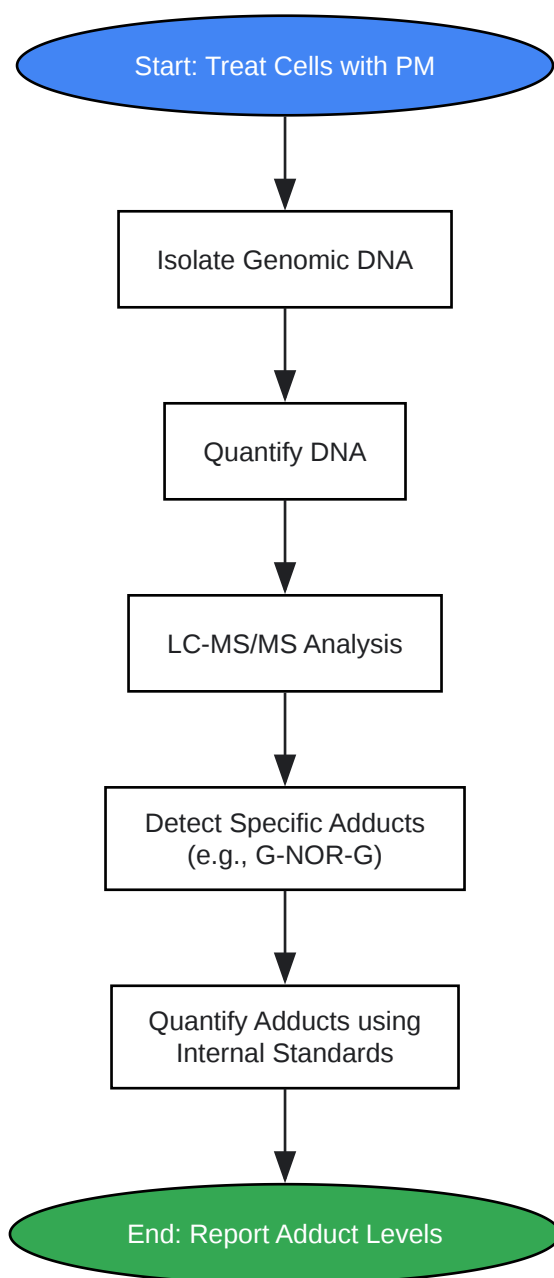 Start: Treat Cells with PM
Isolate Genomic DNA
Quantify DNA
LC-MS/MS Analysis
Detect Specific Adducts
(e.g., G-NOR-G)
Quantify Adducts using
Internal Standards
End: Report Adduct Levels